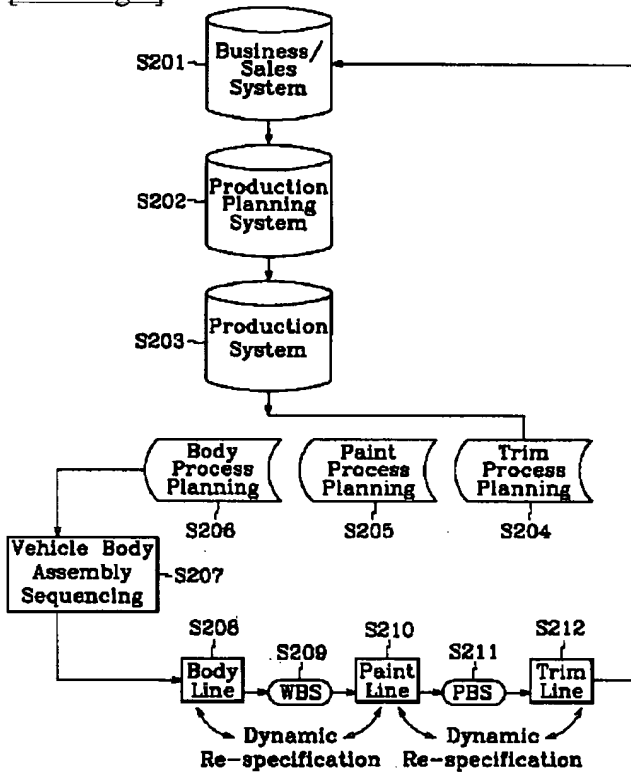 S201
Business/
Sales
System
S202
Production
Planning
System
S203
Production
System
Body
Process
Planning
Paint
Process
Planning
Trim
Process
Planning
S206
S205
S204
Vehicle Body
Assembly
Sequencing
S207
S208
S209
S210
S211
S212
Body
Line
WBS
Paint
Line
PBS
Trim
Line
Dynamic
Re-specification
Dynamic
Re-specification